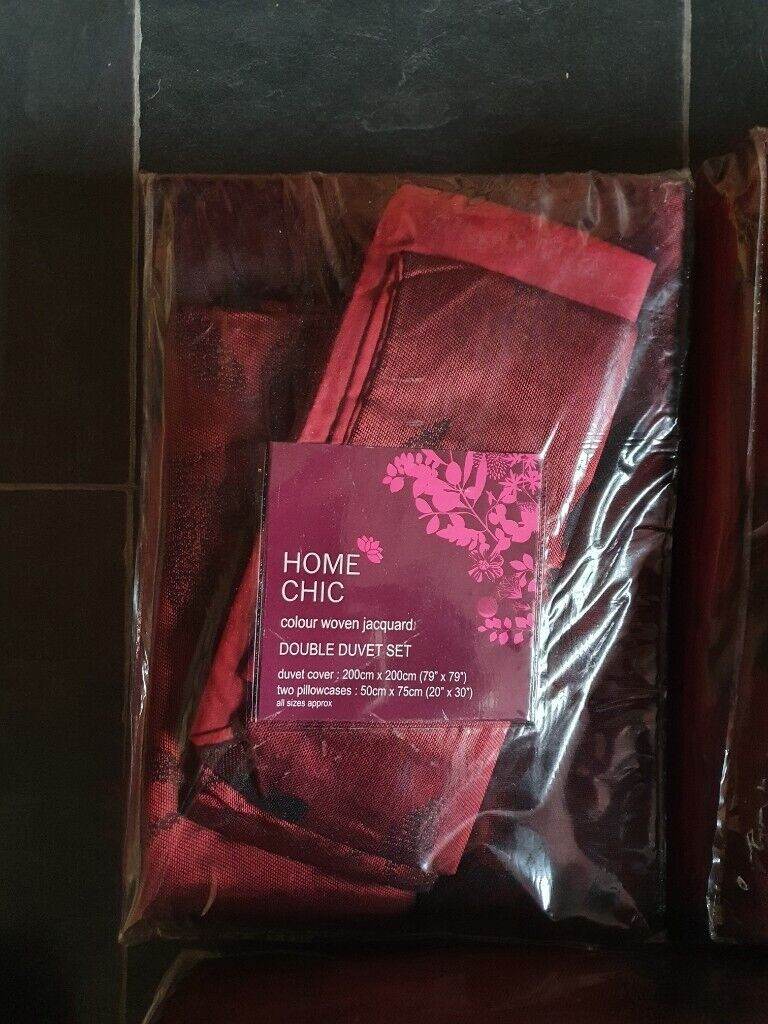 HOME
CHIC
colour woven jacquard
DOUBLE DUVET SET
duvet cover : 200cm x 200cm (79" x 79")
two pillowcases : 50cm x 75cm (20" x 30")
all sizes approx